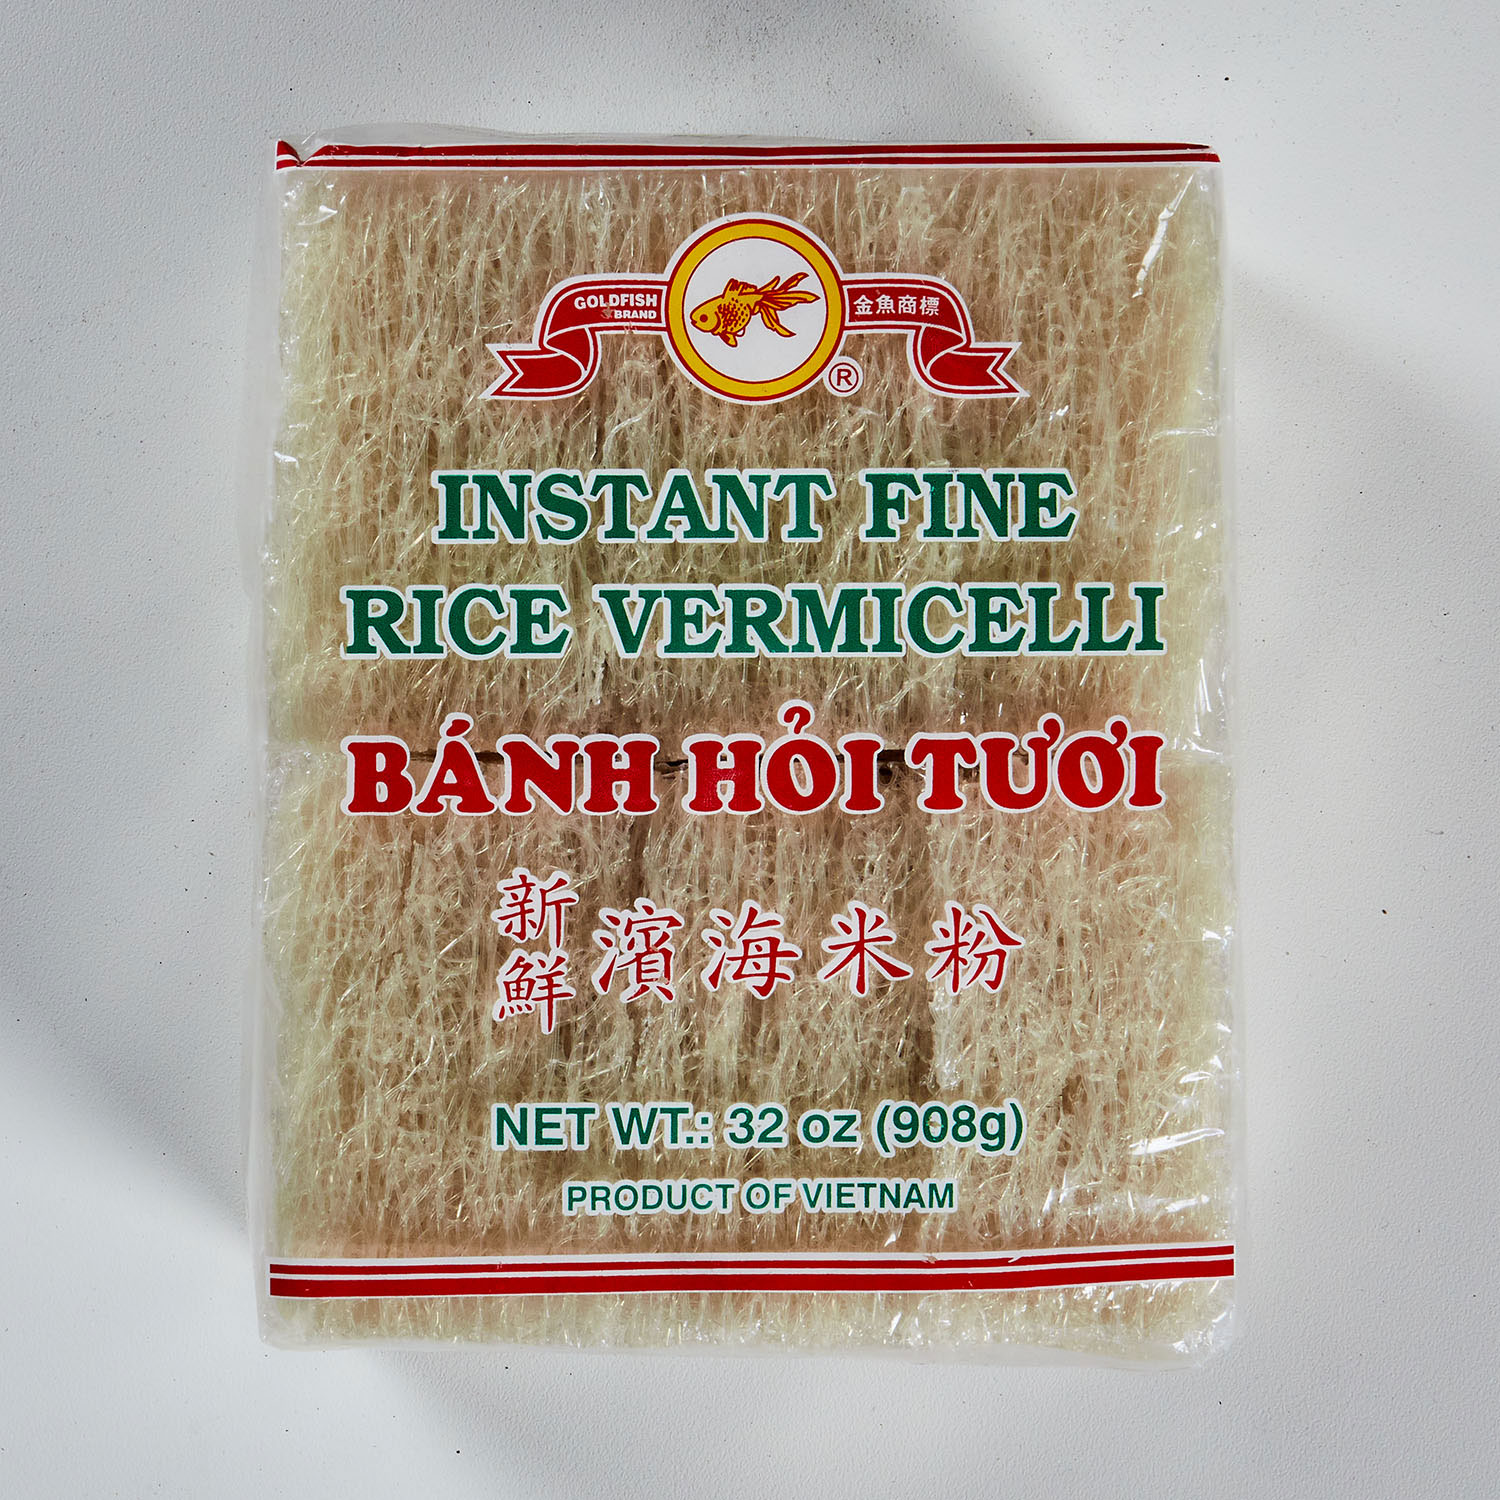 GOLDFISH
BRAND
金魚商標
®
INSTANT FINE
RICE VERMICELLI
BÁNH HỎI TƯƠI
新鮮
濱海米粉
NET WT.: 32 oz (908g)
PRODUCT OF VIETNAM